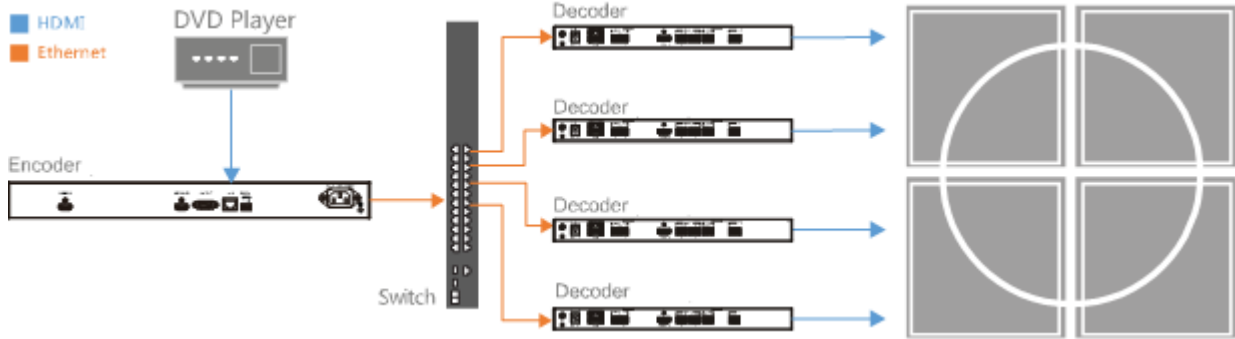 HDMI
Ethernet
DVD Player
Encoder
Switch
Decoder
Decoder
Decoder
Decoder